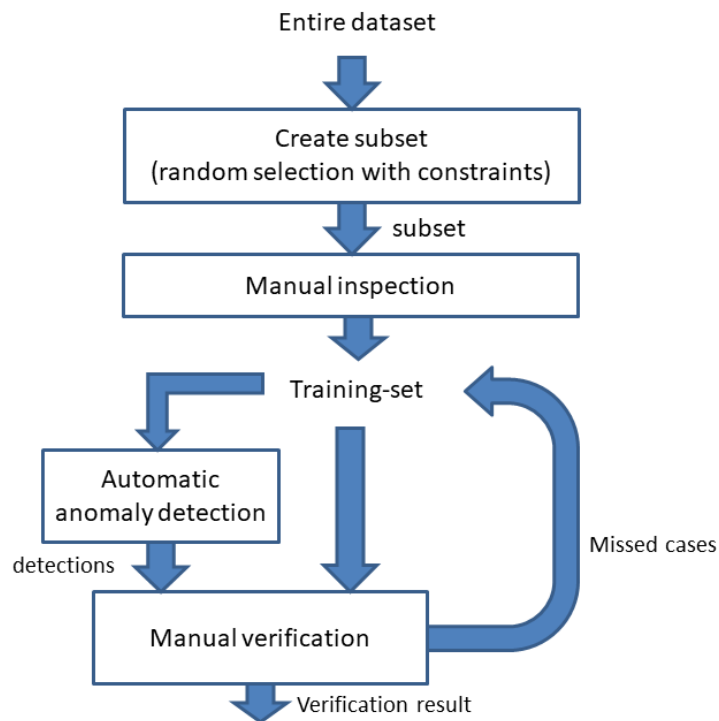 Entire dataset
Create subset
(random selection with constraints)
subset
Manual inspection
Training-set
Automatic
anomaly detection
Missed cases
detections
Manual verification
Verification result